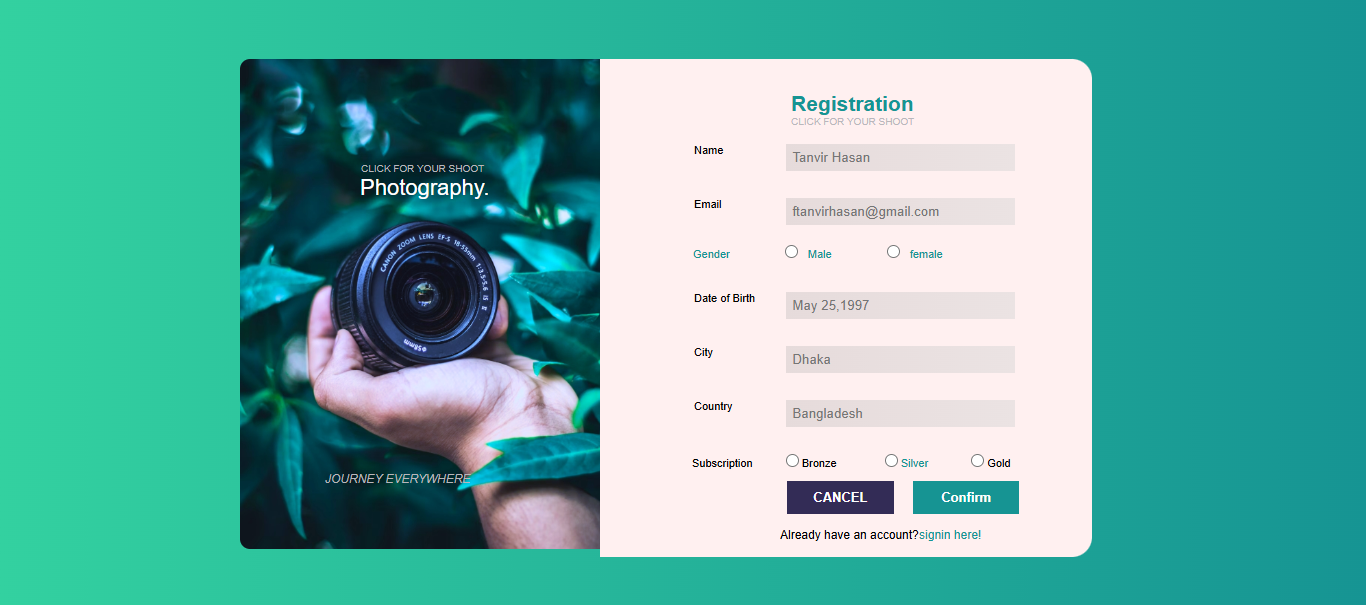 CLICK FOR YOUR SHOOT
Photography.
CANON ZOOM LENS EF-S 18-55mm 1:3.5-5.6 IS II
ϕ58mm
JOURNEY EVERYWHERE
Registration
CLICK FOR YOUR SHOOT
Name Tanvir Hasan
Email ftanvirhasan@gmail.com
Gender Male female
Date of Birth May 25,1997
City Dhaka
Country Bangladesh
Subscription Bronze Silver Gold
CANCEL Confirm
Already have an account?signin here!